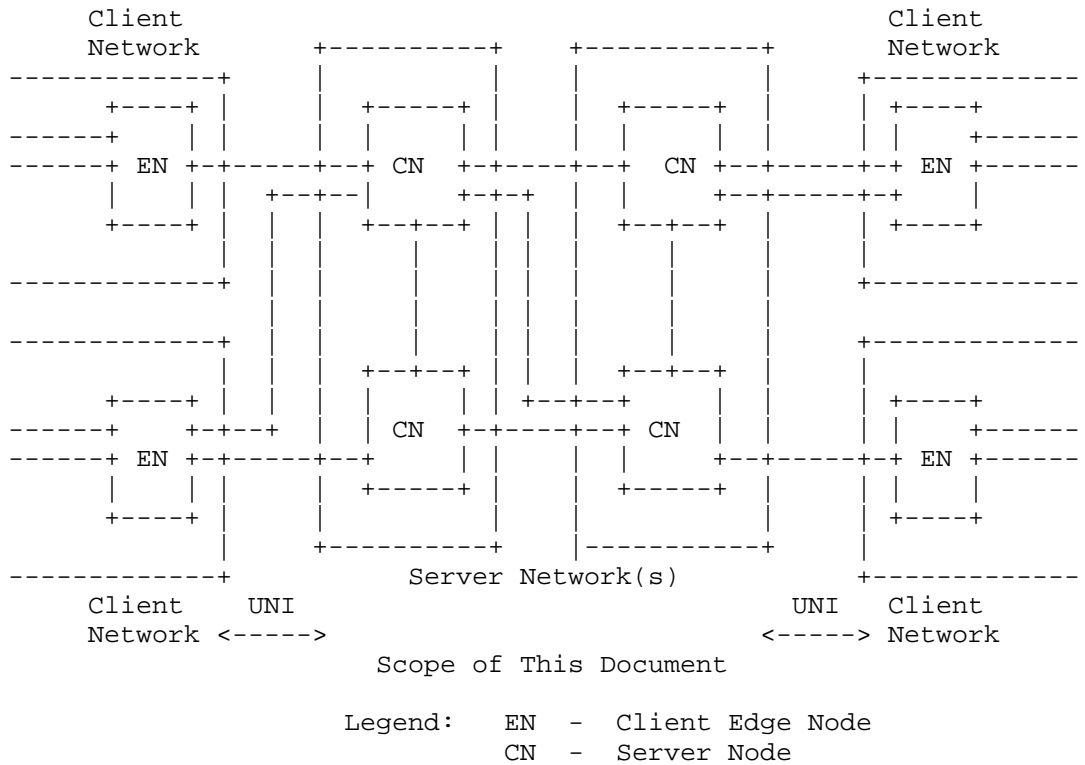 Client Client
Network Network
EN CN CN EN
EN CN CN EN
Server Network(s)
Client UNI UNI Client
Network <-----> <-----> Network
Scope of This Document
Legend: EN - Client Edge Node
CN - Server Node